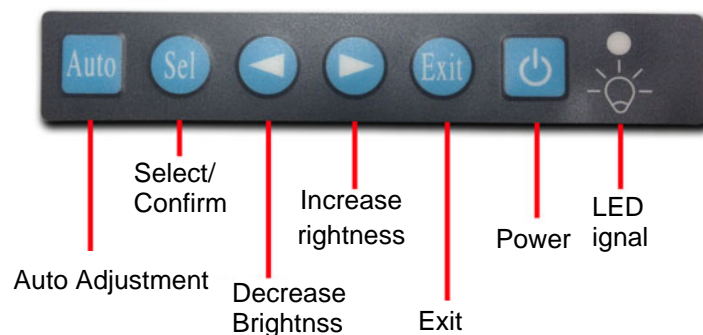 Auto Sel Exit
Select/
Confirm
Increase
rightness
LED
ignal
Power
Auto Adjustment
Decrease
Brightnss
Exit